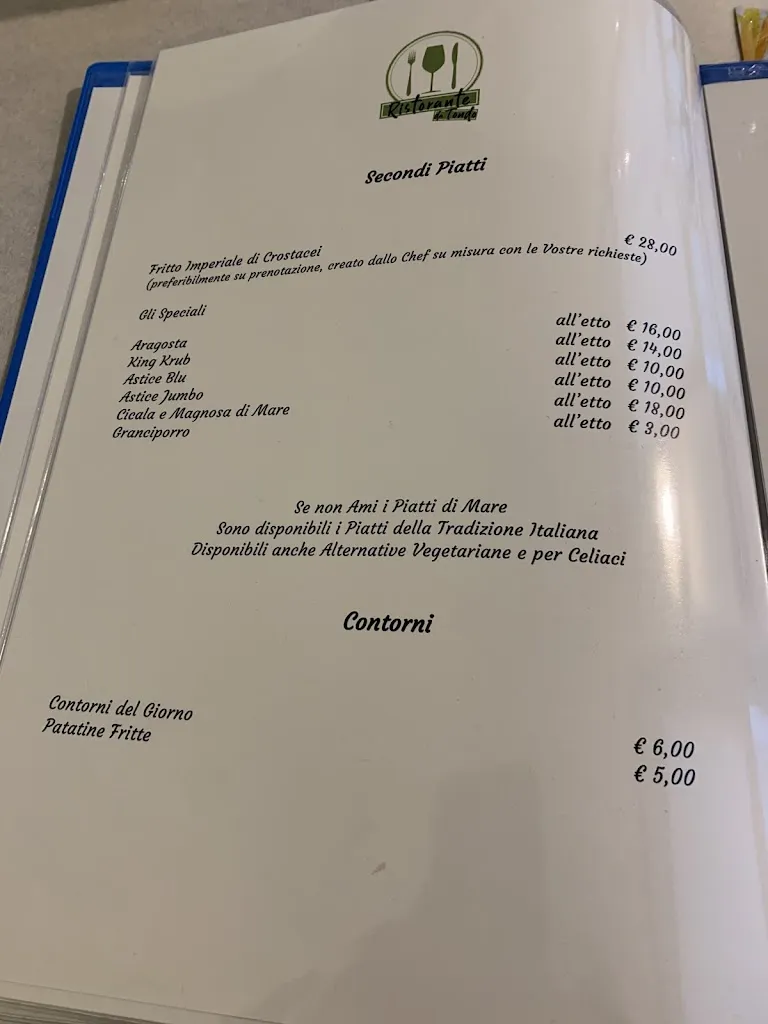 Ristorante
da Tondo
Secondi Piatti
Fritto Imperiale di Crostacei € 28,00
(preferibilmente su prenotazione, creato dallo Chef su misura con le Vostre richieste)
Gli Speciali
Aragosta all'etto € 16,00
King Krub all'etto € 14,00
Astice Blu all'etto € 10,00
Astice Jumbo all'etto € 10,00
Cicala e Magnosa di Mare all'etto € 18,00
Granciporro all'etto € 3,00
Se non Ami i Piatti di Mare
Sono disponibili i Piatti della Tradizione Italiana
Disponibili anche Alternative Vegetariane e per Celiaci
Contorni
Contorni del Giorno € 6,00
Patatine Fritte € 5,00